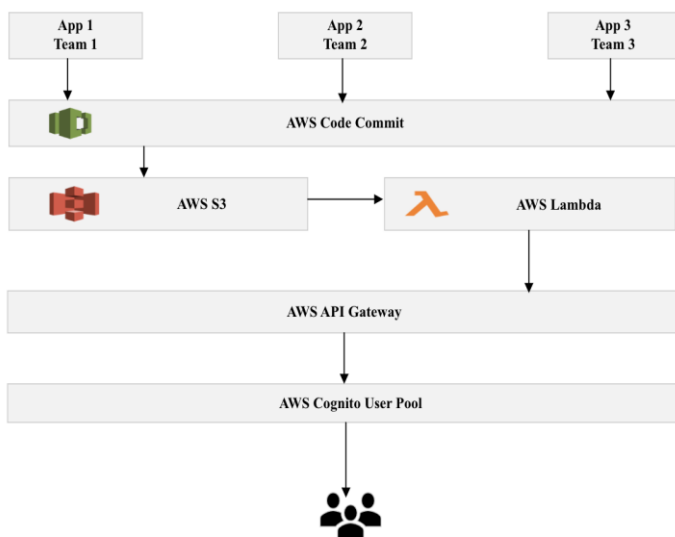 App 1
Team 1
App 2
Team 2
App 3
Team 3
AWS Code Commit
AWS S3
AWS Lambda
AWS API Gateway
AWS Cognito User Pool